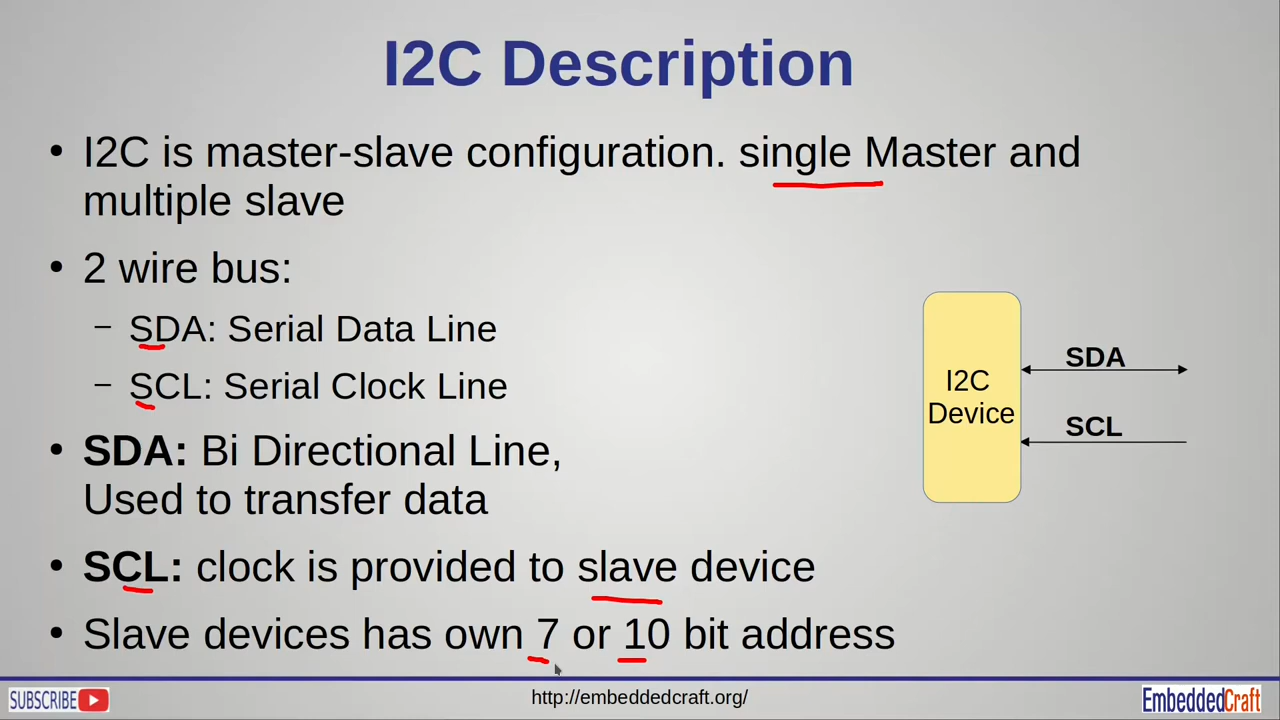 I2C Description
• I2C is master-slave configuration. single Master and
multiple slave
• 2 wire bus:
– SDA: Serial Data Line
– SCL: Serial Clock Line
• SDA: Bi Directional Line,
Used to transfer data
• SCL: clock is provided to slave device
• Slave devices has own 7 or 10 bit address
I2C
Device
SDA
SCL
SUBSCRIBE
http://embeddedcraft.org/
EmbeddedCraft